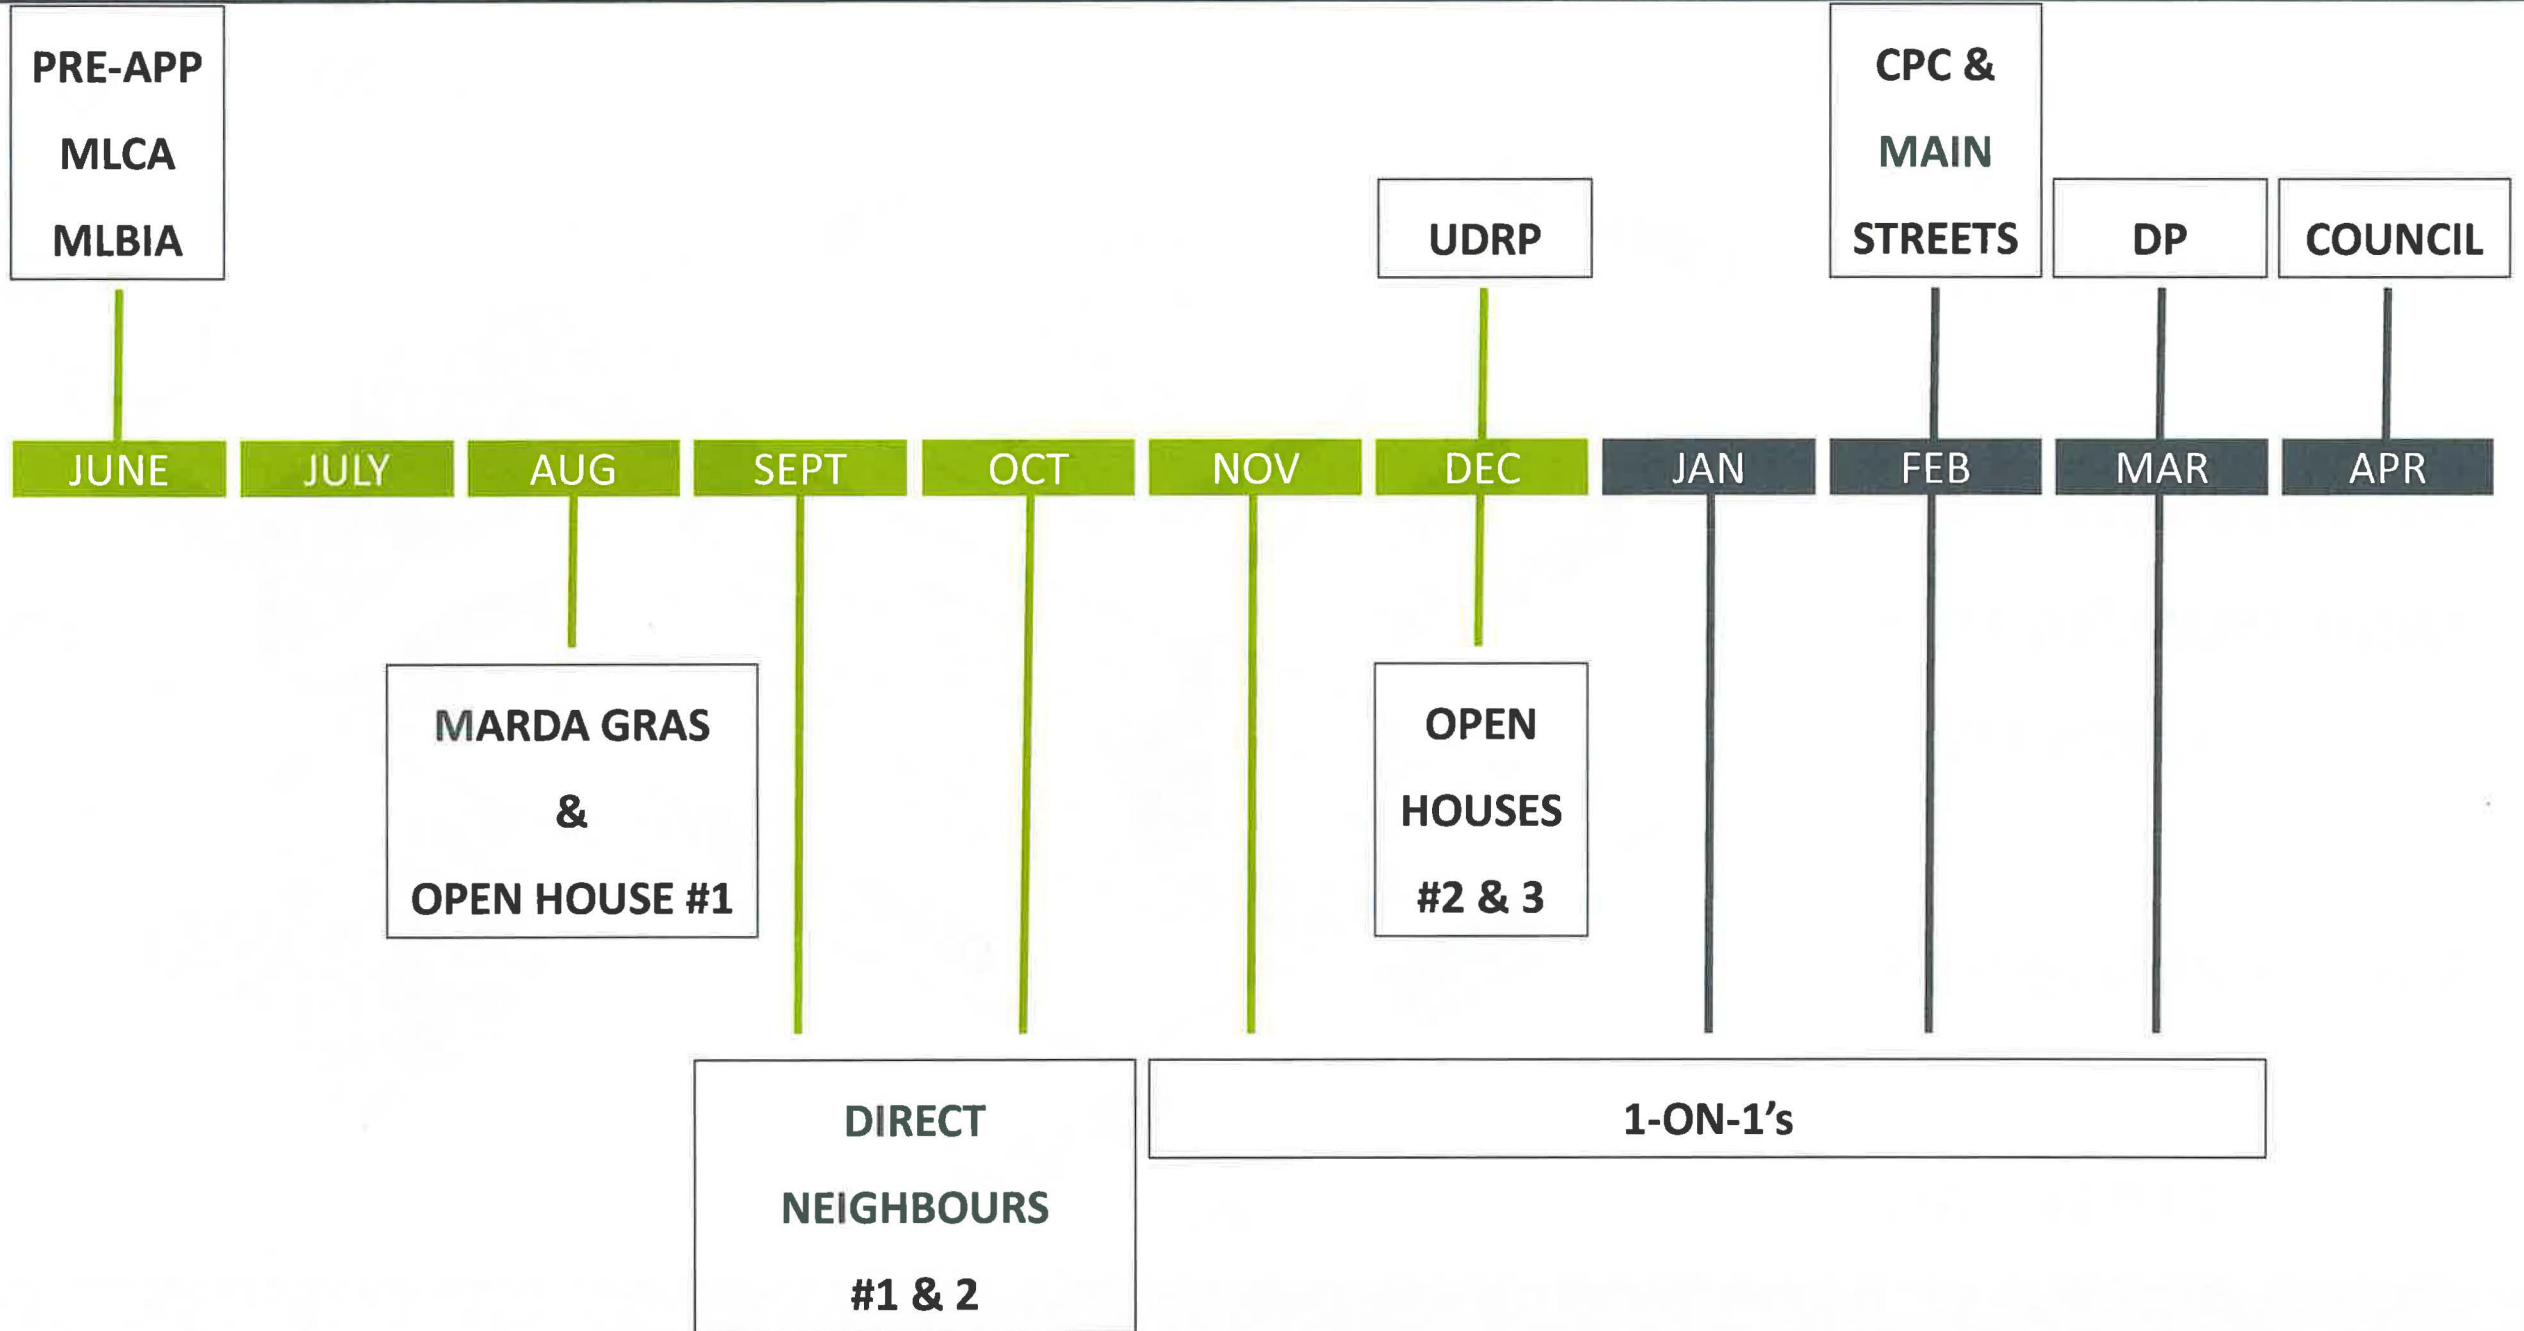 PRE-APP
MLCA
MLBIA
UDRP
CPC &
MAIN
STREETS
DP
COUNCIL
JUNE
JULY
AUG
SEPT
OCT
NOV
DEC
JAN
FEB
MAR
APR
MARDA GRAS
&
OPEN HOUSE #1
OPEN
HOUSES
#2 & 3
DIRECT
NEIGHBOURS
#1 & 2
1-ON-1's